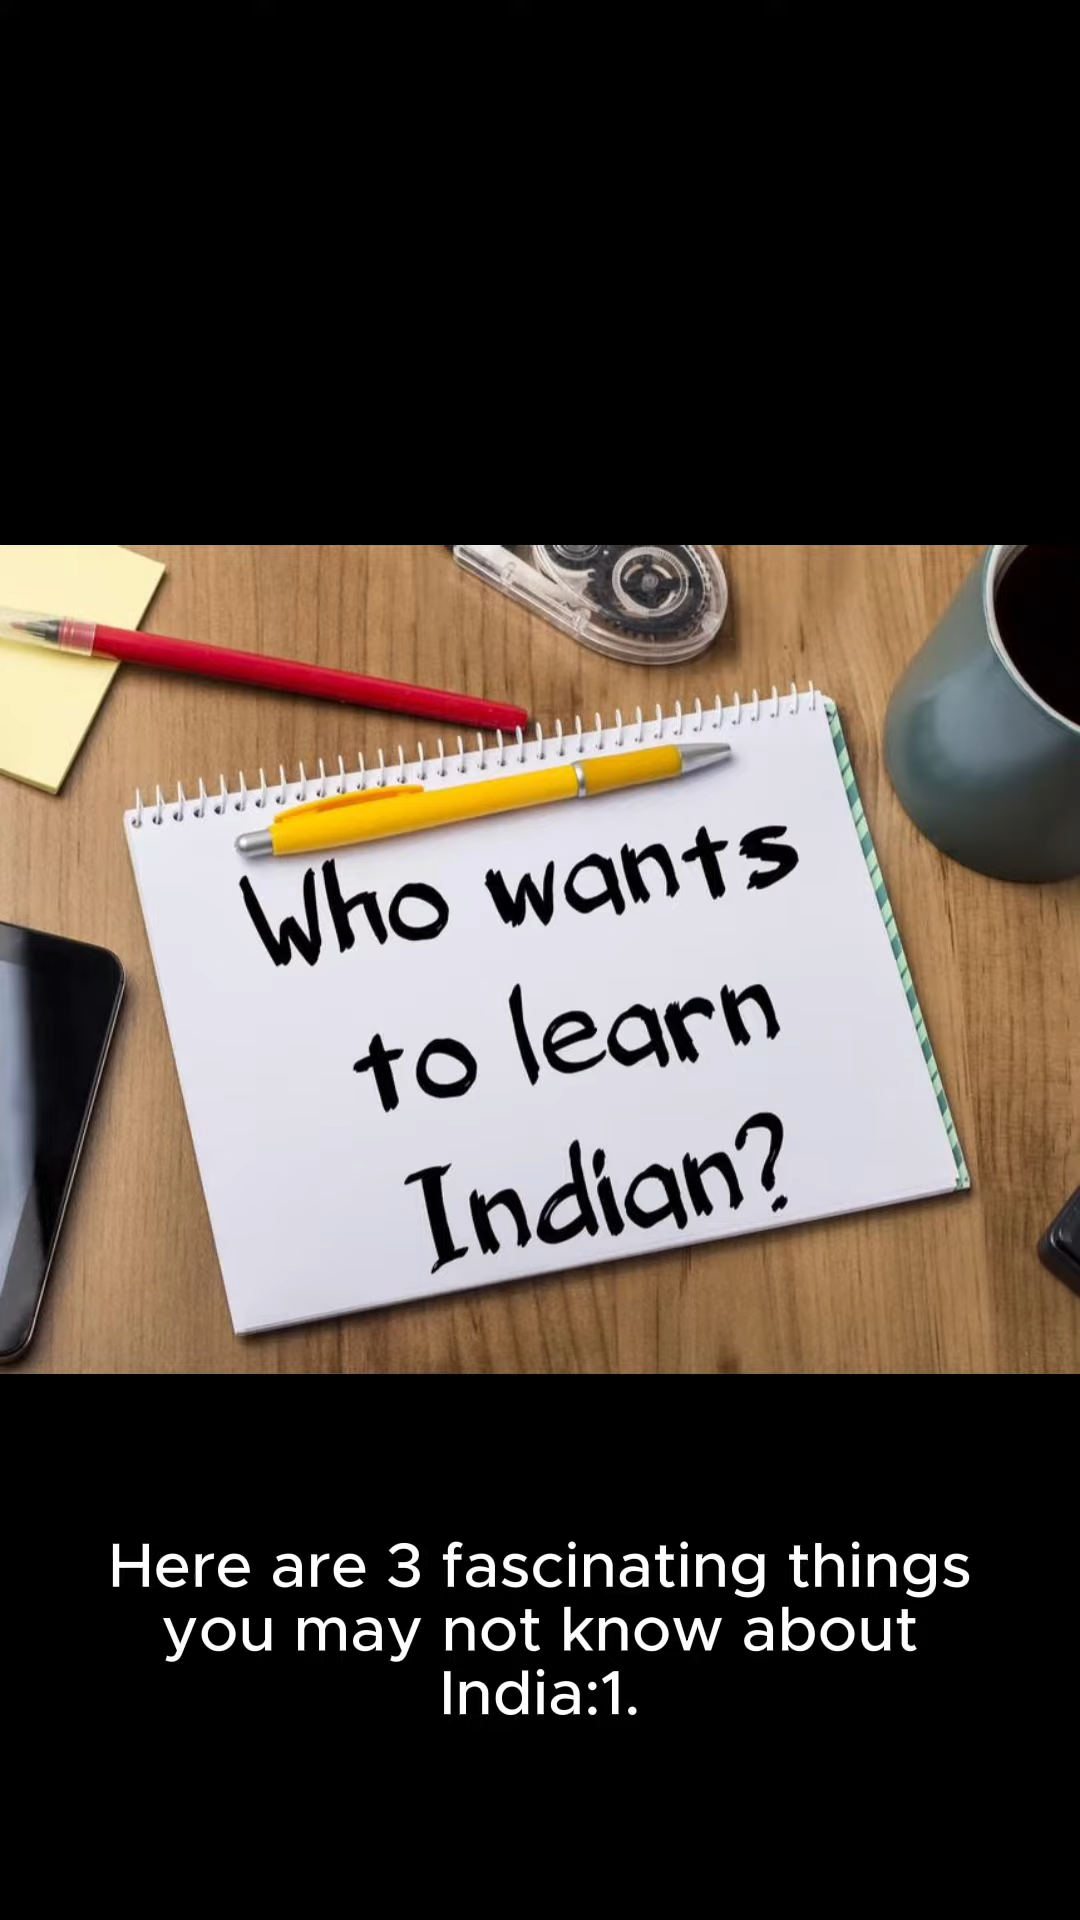 Who wants
to learn
Indian?
Here are 3 fascinating things
you may not know about
India:1.